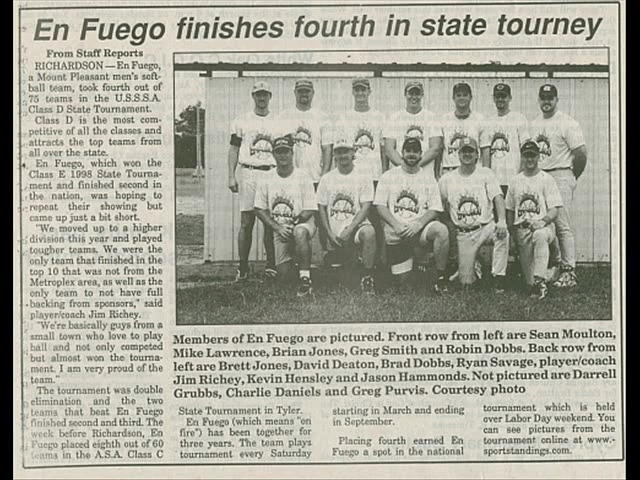 En Fuego finishes fourth in state tourney
From Staff Reports
RICHARDSON — En Fuego,
a Mount Pleasant men's soft-
ball team, took fourth out of
75 teams in the U.S.S.S.A.
Class D State Tournament.
Class D is the most com-
petitive of all the classes and
attracts the top teams from
all over the state.
En Fuego, which won the
Class E 1998 State Tourna-
ment and finished second in
the nation, was hoping to
repeat their showing but
came up just a bit short.
"We moved up to a higher
division this year and played
tougher teams. We were the
only team that finished in the
top 10 that was not from the
Metroplex area, as well as the
only team to not have full
backing from sponsors," said
player/coach Jim Richey.
"We're basically guys from a
small town who love to play
ball and not only competed
but almost won the tourna-
ment. I am very proud of the
team."
The tournament was double
elimination and the two
teams that beat En Fuego
finished second and third. The
week before Richardson, En
Fuego placed eighth out of 60
teams in the A.S.A. Class C
Members of En Fuego are pictured. Front row from left are Sean Moulton,
Mike Lawrence, Brian Jones, Greg Smith and Robin Dobbs. Back row from
left are Brett Jones, David Deaton, Brad Dobbs, Ryan Savage, player/coach
Jim Richey, Kevin Hensley and Jason Hammonds. Not pictured are Darrell
Grubbs, Charlie Daniels and Greg Purvis. Courtesy photo
State Tournament in Tyler.
En Fuego (which means "on
fire") has been together for
three years. The team plays
tournament every Saturday
starting in March and ending
in September.
Placing fourth earned En
Fuego a spot in the national
tournament which is held
over Labor Day weekend. You
can see pictures from the
tournament online at www.-
sportstandings.com.